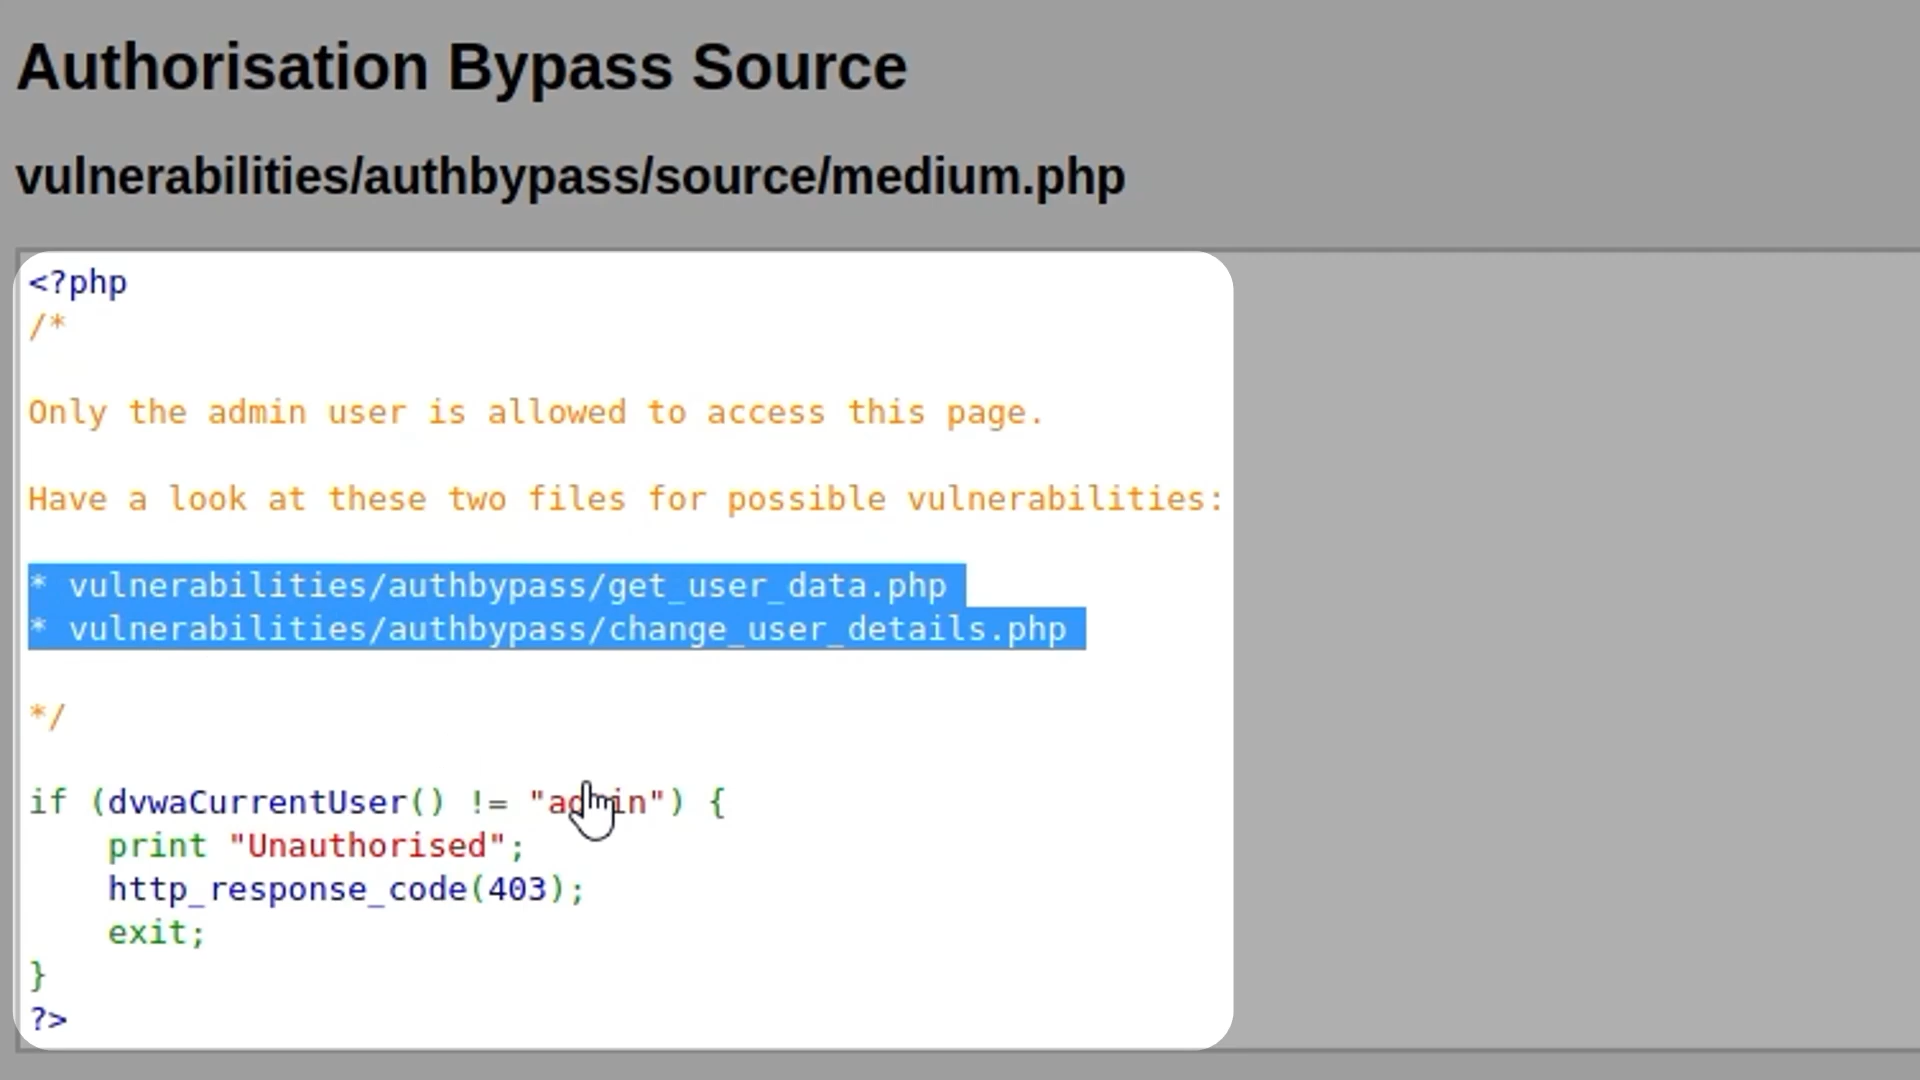 Authorisation Bypass Source
vulnerabilities/authbypass/source/medium.php
<?php
/*
Only the admin user is allowed to access this page.
Have a look at these two files for possible vulnerabilities:
* vulnerabilities/authbypass/get_user_data.php
* vulnerabilities/authbypass/change_user_details.php
*/
if (dvwaCurrentUser() != "admin") {
    print "Unauthorised";
    http_response_code(403);
    exit;
}
?>